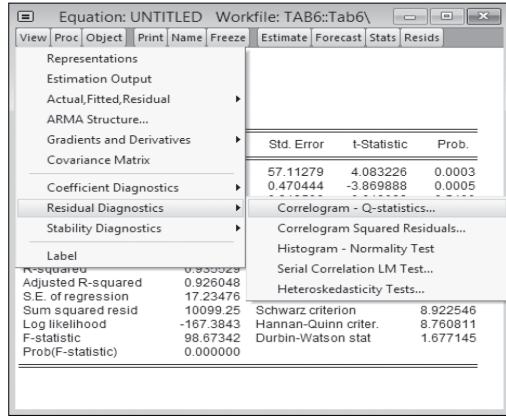 Equation: UNTITLED Workfile: TAB6::Tab6\
View Proc Object Print Name Freeze Estimate Forecast Stats Resids
Representations
Estimation Output
Actual,Fitted,Residual
ARMA Structure...
Gradients and Derivatives
Covariance Matrix
Coefficient Diagnostics
Residual Diagnostics
Stability Diagnostics
Label
Std. Error t-Statistic Prob.
57.11279 4.083226 0.0003
0.470444 -3.869888 0.0005
Correlogram - Q-statistics...
Correlogram Squared Residuals...
Histogram - Normality Test
Serial Correlation LM Test...
Heteroskedasticity Tests...
R-squared 0.935529
Adjusted R-squared 0.926048
S.E. of regression 17.23476
Sum squared resid 10099.25 Schwarz criterion 8.922546
Log likelihood -167.3843 Hannan-Quinn criter. 8.760811
F-statistic 98.67342 Durbin-Watson stat 1.677145
Prob(F-statistic) 0.000000